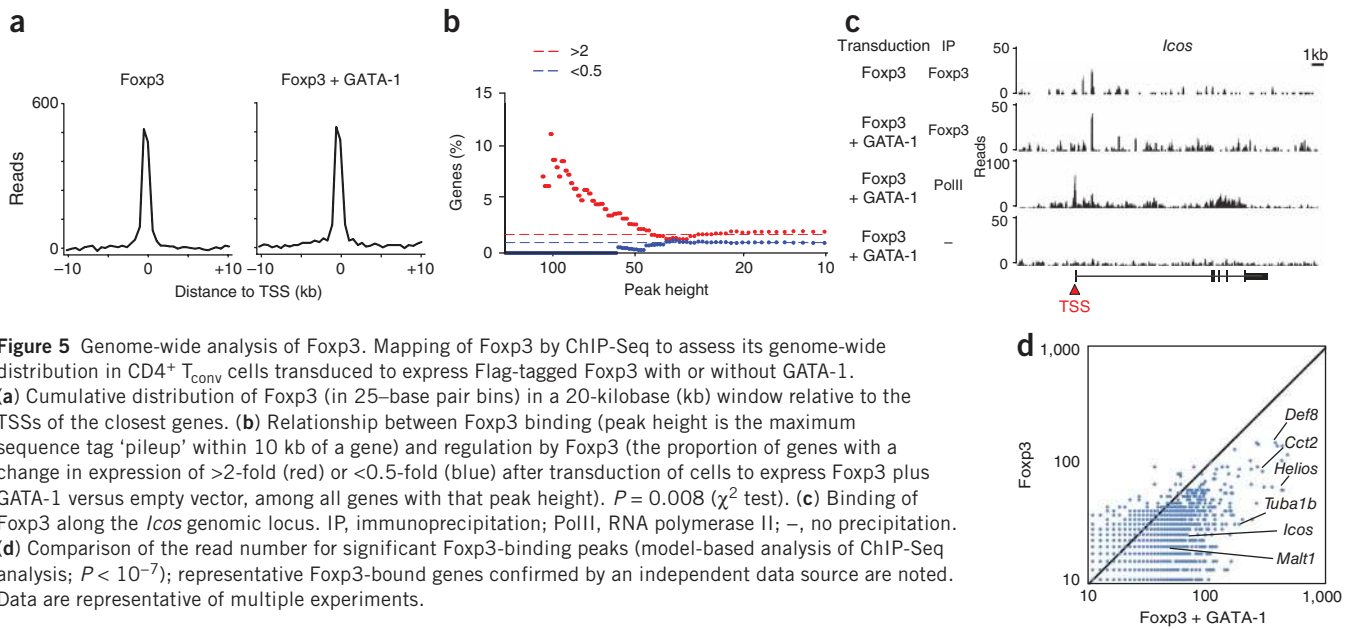 a
Foxp3
Foxp3 + GATA-1
600
Reads
0
−10 0 +10
−10 0 +10
Distance to TSS (kb)
b
>2
<0.5
15
10
5
0
Genes (%)
100 50 20 10
Peak height
c
Transduction IP
Icos
1kb
Foxp3 Foxp3
Foxp3 + GATA-1 Foxp3
Foxp3 + GATA-1 PolII
Foxp3 + GATA-1 –
Reads
50
0
50
0
100
0
50
0
TSS
Figure 5 Genome-wide analysis of Foxp3. Mapping of Foxp3 by ChIP-Seq to assess its genome-wide
distribution in CD4+ Tconv cells transduced to express Flag-tagged Foxp3 with or without GATA-1.
(a) Cumulative distribution of Foxp3 (in 25–base pair bins) in a 20-kilobase (kb) window relative to the
TSSs of the closest genes. (b) Relationship between Foxp3 binding (peak height is the maximum
sequence tag 'pileup' within 10 kb of a gene) and regulation by Foxp3 (the proportion of genes with a
change in expression of >2-fold (red) or <0.5-fold (blue) after transduction of cells to express Foxp3 plus
GATA-1 versus empty vector, among all genes with that peak height). P = 0.008 (χ2 test). (c) Binding of
Foxp3 along the Icos genomic locus. IP, immunoprecipitation; PolII, RNA polymerase II; –, no precipitation.
(d) Comparison of the read number for significant Foxp3-binding peaks (model-based analysis of ChIP-Seq
analysis; P < 10−7); representative Foxp3-bound genes confirmed by an independent data source are noted.
Data are representative of multiple experiments.
d
1,000
100
10
Foxp3
Def8
Cct2
Helios
Tuba1b
Icos
Malt1
10 100 1,000
Foxp3 + GATA-1